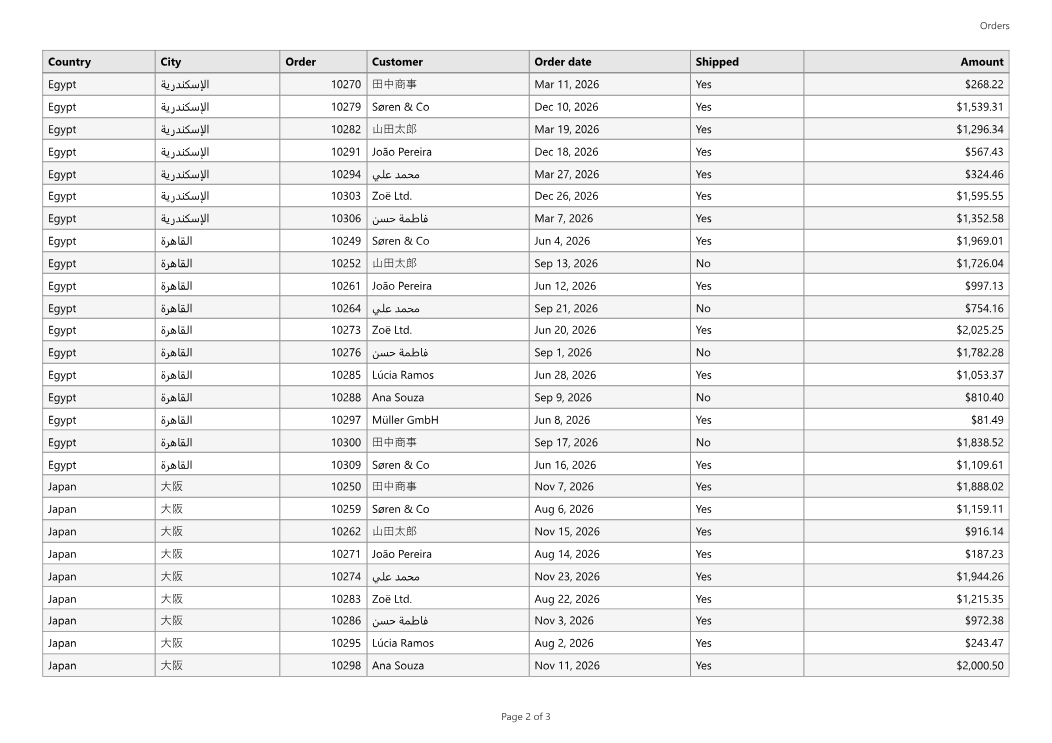 Orders
Country City Order Customer Order date Shipped Amount
Egypt الإسكندرية 10270 田中商事 Mar 11, 2026 Yes $268.22
Egypt الإسكندرية 10279 Søren & Co Dec 10, 2026 Yes $1,539.31
Egypt الإسكندرية 10282 山田太郎 Mar 19, 2026 Yes $1,296.34
Egypt الإسكندرية 10291 João Pereira Dec 18, 2026 Yes $567.43
Egypt الإسكندرية 10294 محمد علي Mar 27, 2026 Yes $324.46
Egypt الإسكندرية 10303 Zoë Ltd. Dec 26, 2026 Yes $1,595.55
Egypt الإسكندرية 10306 فاطمة حسن Mar 7, 2026 Yes $1,352.58
Egypt القاهرة 10249 Søren & Co Jun 4, 2026 Yes $1,969.01
Egypt القاهرة 10252 山田太郎 Sep 13, 2026 No $1,726.04
Egypt القاهرة 10261 João Pereira Jun 12, 2026 Yes $997.13
Egypt القاهرة 10264 محمد علي Sep 21, 2026 No $754.16
Egypt القاهرة 10273 Zoë Ltd. Jun 20, 2026 Yes $2,025.25
Egypt القاهرة 10276 فاطمة حسن Sep 1, 2026 No $1,782.28
Egypt القاهرة 10285 Lúcia Ramos Jun 28, 2026 Yes $1,053.37
Egypt القاهرة 10288 Ana Souza Sep 9, 2026 No $810.40
Egypt القاهرة 10297 Müller GmbH Jun 8, 2026 Yes $81.49
Egypt القاهرة 10300 田中商事 Sep 17, 2026 No $1,838.52
Egypt القاهرة 10309 Søren & Co Jun 16, 2026 Yes $1,109.61
Japan 大阪 10250 田中商事 Nov 7, 2026 Yes $1,888.02
Japan 大阪 10259 Søren & Co Aug 6, 2026 Yes $1,159.11
Japan 大阪 10262 山田太郎 Nov 15, 2026 Yes $916.14
Japan 大阪 10271 João Pereira Aug 14, 2026 Yes $187.23
Japan 大阪 10274 محمد علي Nov 23, 2026 Yes $1,944.26
Japan 大阪 10283 Zoë Ltd. Aug 22, 2026 Yes $1,215.35
Japan 大阪 10286 فاطمة حسن Nov 3, 2026 Yes $972.38
Japan 大阪 10295 Lúcia Ramos Aug 2, 2026 Yes $243.47
Japan 大阪 10298 Ana Souza Nov 11, 2026 Yes $2,000.50
Page 2 of 3